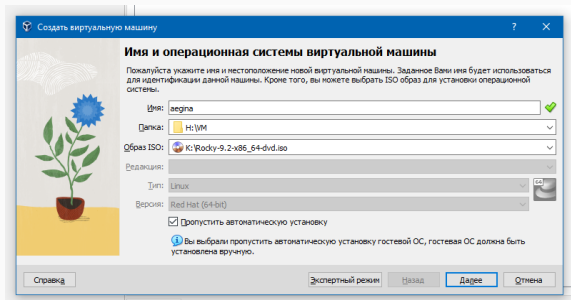 Создать виртуальную машину
Имя и операционная системы виртуальной машины
Пожалуйста укажите имя и местоположение новой виртуальной машины. Заданное Вами имя будет использоваться
для идентификации данной машины. Кроме того, вы можете выбрать ISO образ для установки операционной
системы.
Имя: aegina
Папка: H:\VM
Образ ISO: K:\Rocky-9.2-x86_64-dvd.iso
Редакция:
Тип: Linux
64
Версия: Red Hat (64-bit)
Пропустить автоматическую установку
Вы выбрали пропустить автоматическую установку гостевой ОС, гостевая ОС должна быть
установлена вручную.
Справка Экспертный режим Назад Далее Отмена